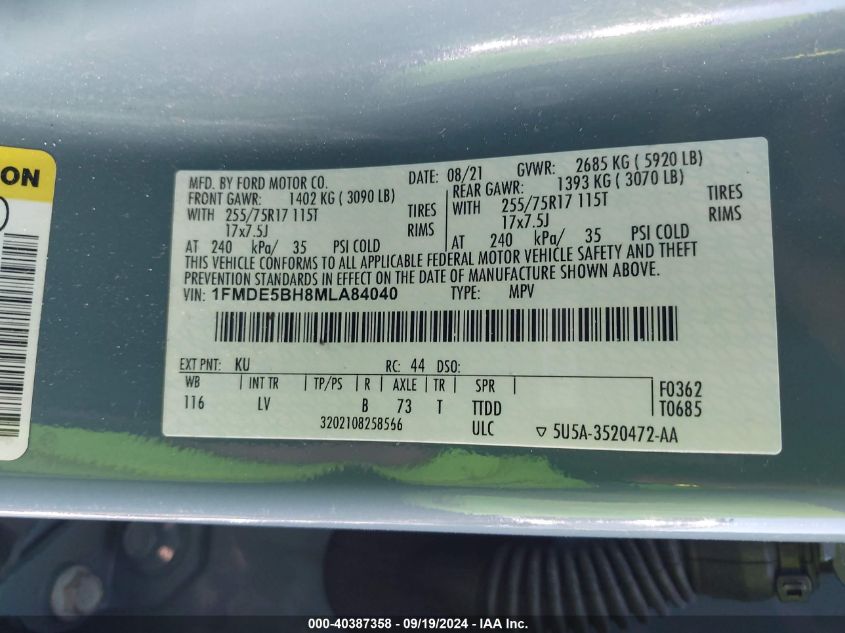 ON
MFD. BY FORD MOTOR CO.
DATE: 08/21 GVWR: 2685 KG ( 5920 LB)
FRONT GAWR: 1402 KG ( 3090 LB)
WITH 255/75R17 115T TIRES
17x7.5J RIMS
AT 240 kPa/ 35 PSI COLD
REAR GAWR: 1393 KG ( 3070 LB)
WITH 255/75R17 115T TIRES
17x7.5J RIMS
AT 240 kPa/ 35 PSI COLD
THIS VEHICLE CONFORMS TO ALL APPLICABLE FEDERAL MOTOR VEHICLE SAFETY AND THEFT
PREVENTION STANDARDS IN EFFECT ON THE DATE OF MANUFACTURE SHOWN ABOVE.
VIN: 1FMDE5BH8MLA84040 TYPE: MPV
EXT PNT: KU RC: 44 DSO:
WB INT TR TP/PS R AXLE TR SPR
116 LV B 73 T TTDD
ULC
F0362
T0685
3202108258566
▽ 5U5A-3520472-AA
000-40387358 - 09/19/2024 - IAA Inc.